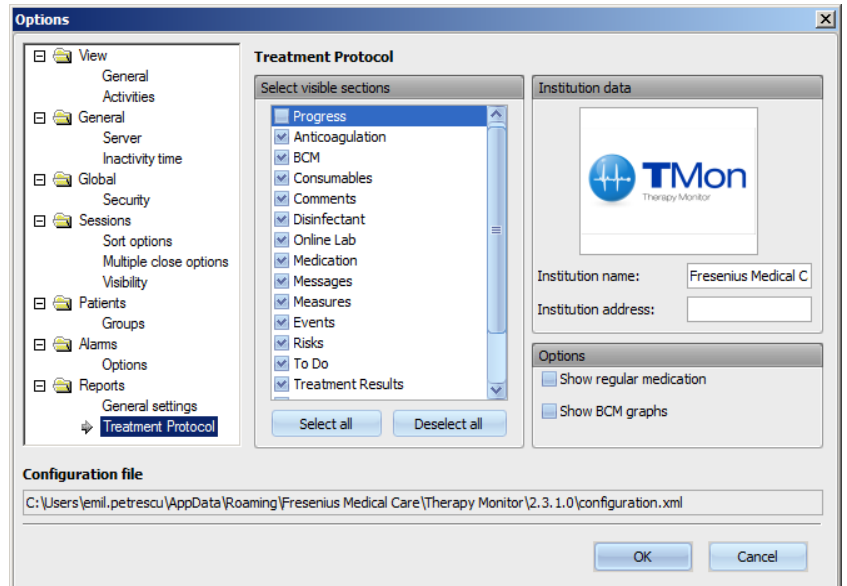 Options
View
General
Activities
General
Server
Inactivity time
Global
Security
Sessions
Sort options
Multiple close options
Visibility
Patients
Groups
Alarms
Options
Reports
General settings
Treatment Protocol
Treatment Protocol
Select visible sections
Progress
Anticoagulation
BCM
Consumables
Comments
Disinfectant
Online Lab
Medication
Messages
Measures
Events
Risks
To Do
Treatment Results
Select all
Deselect all
Institution data
TMon
Therapy Monitor
Institution name: Fresenius Medical C
Institution address:
Options
Show regular medication
Show BCM graphs
Configuration file
C:\Users\emil.petrescu\AppData\Roaming\Fresenius Medical Care\Therapy Monitor\2.3.1.0\configuration.xml
OK
Cancel